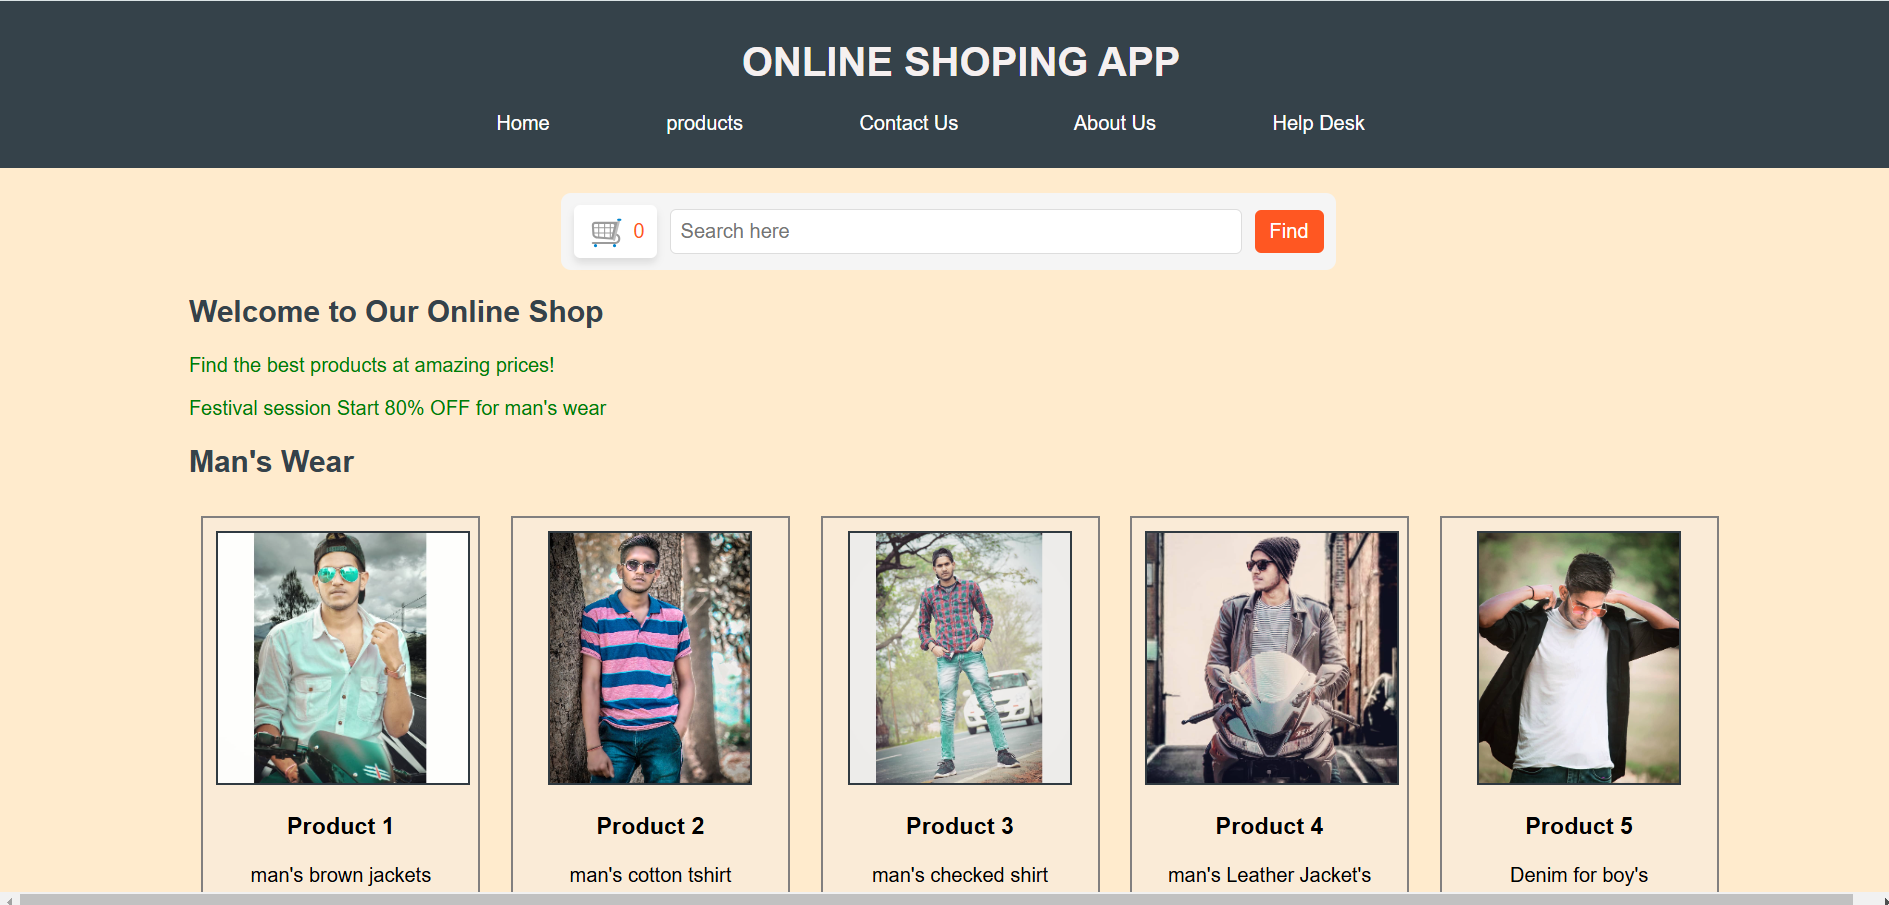 ONLINE SHOPING APP
Home products Contact Us About Us Help Desk
0 Search here Find
Welcome to Our Online Shop
Find the best products at amazing prices!
Festival session Start 80% OFF for man's wear
Man's Wear
Product 1 Product 2 Product 3 Product 4 Product 5
man's brown jackets man's cotton tshirt man's checked shirt man's Leather Jacket's Denim for boy's